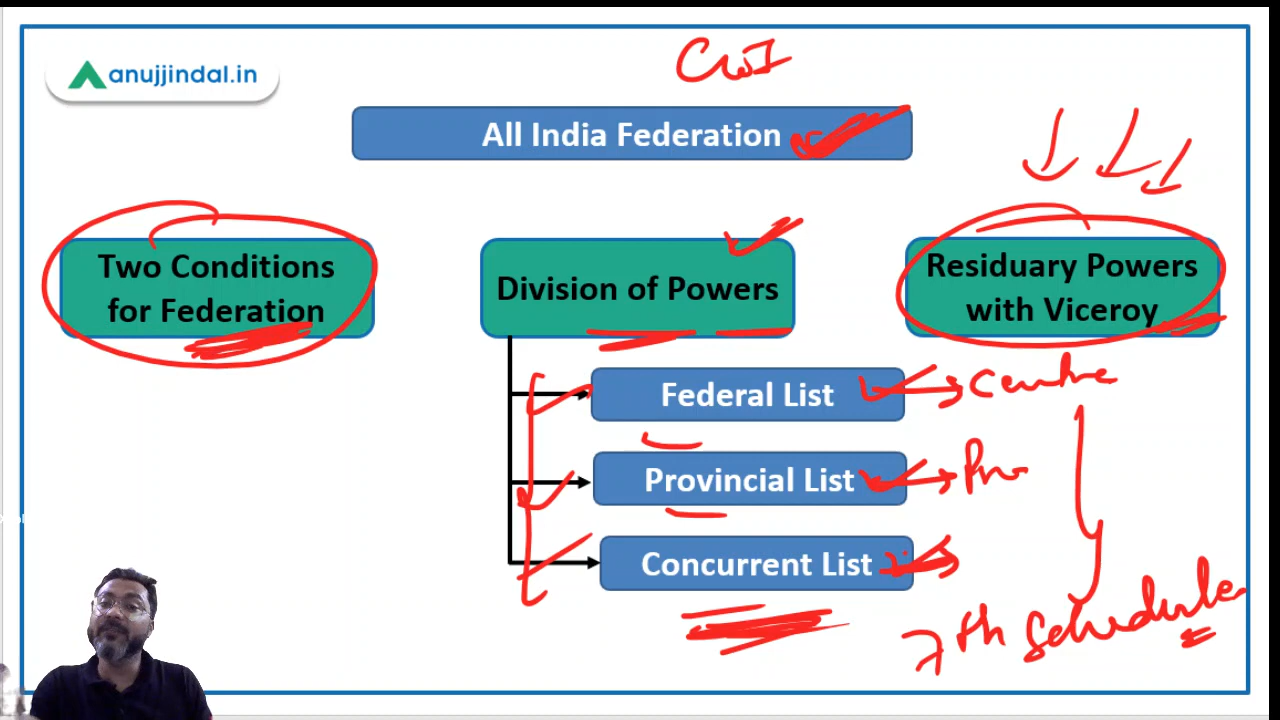 CoI
anujjindal.in
All India Federation
Two Conditions
for Federation
Division of Powers
Residuary Powers
with Viceroy
Federal List
Centre
Provincial List
Pro
Concurrent List
7th Schedule